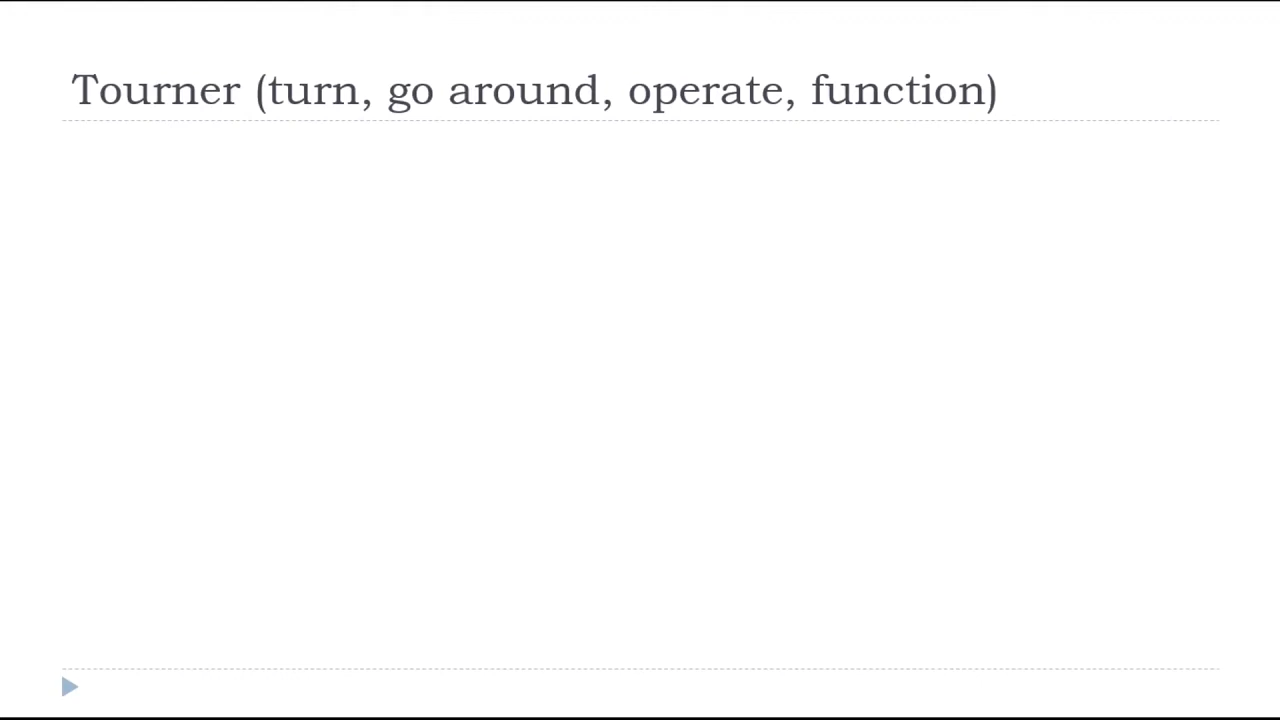 Tourner (turn, go around, operate, function)